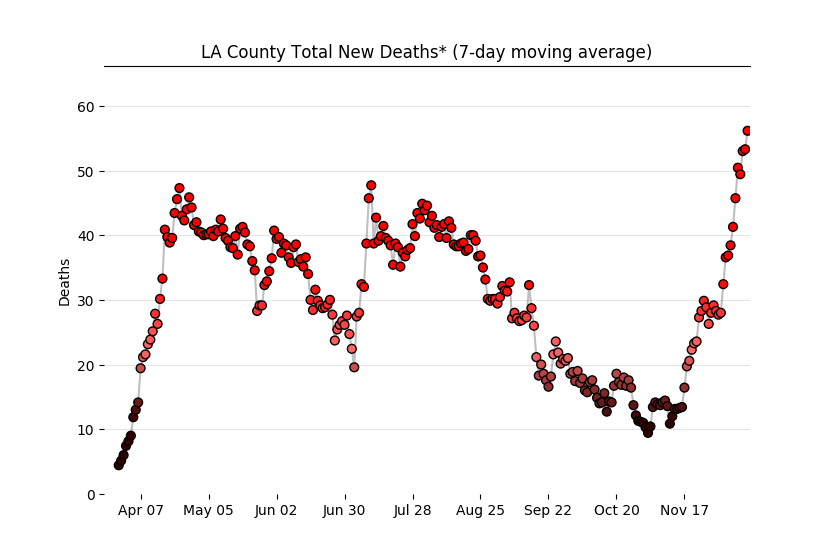 LA County Total New Deaths* (7-day moving average)
60
50
40
30
20
10
0
Deaths
Apr 07 May 05 Jun 02 Jun 30 Jul 28 Aug 25 Sep 22 Oct 20 Nov 17